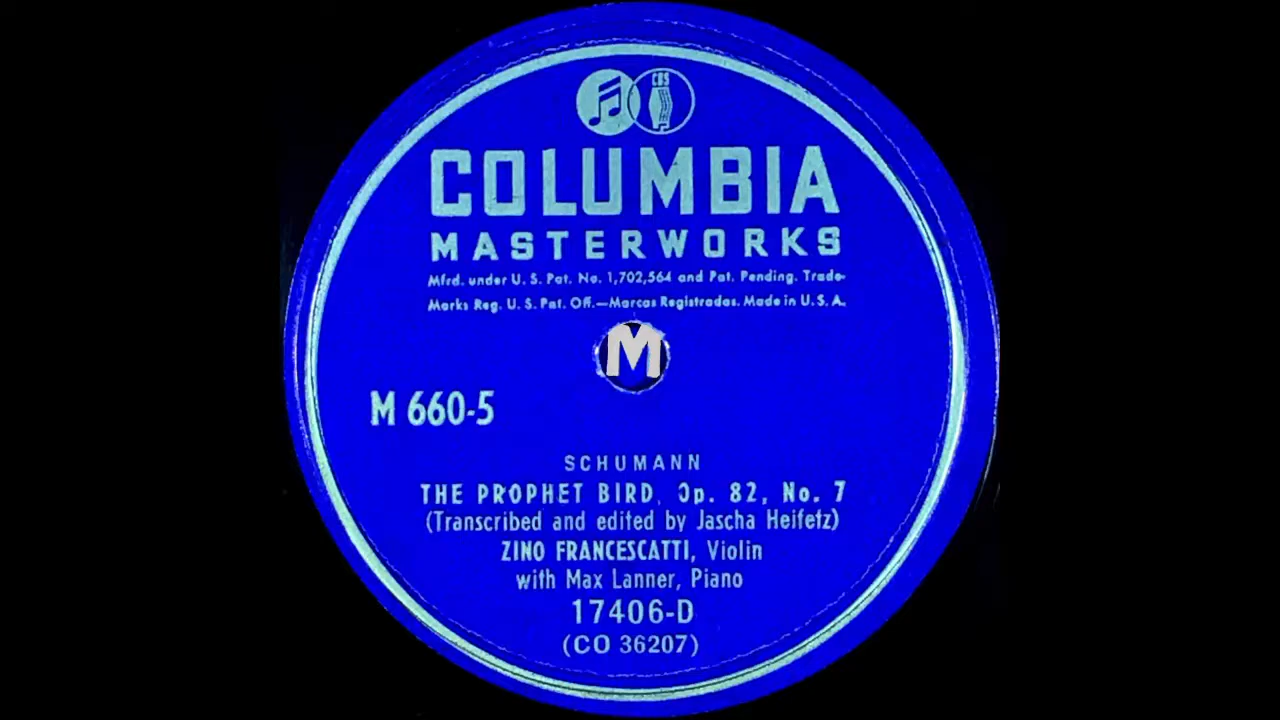 CBS
COLUMBIA
MASTERWORKS
Mfrd. under U. S. Pat. No. 1,702,564 and Pat. Pending. Trade-
Marks Reg. U. S. Pat. Off.—Marcas Registradas. Made in U. S. A.
M
M 660-5
SCHUMANN
THE PROPHET BIRD, Op. 82, No. 7
(Transcribed and edited by Jascha Heifetz)
ZINO FRANCESCATTI, Violin
with Max Lanner, Piano
17406-D
(CO 36207)